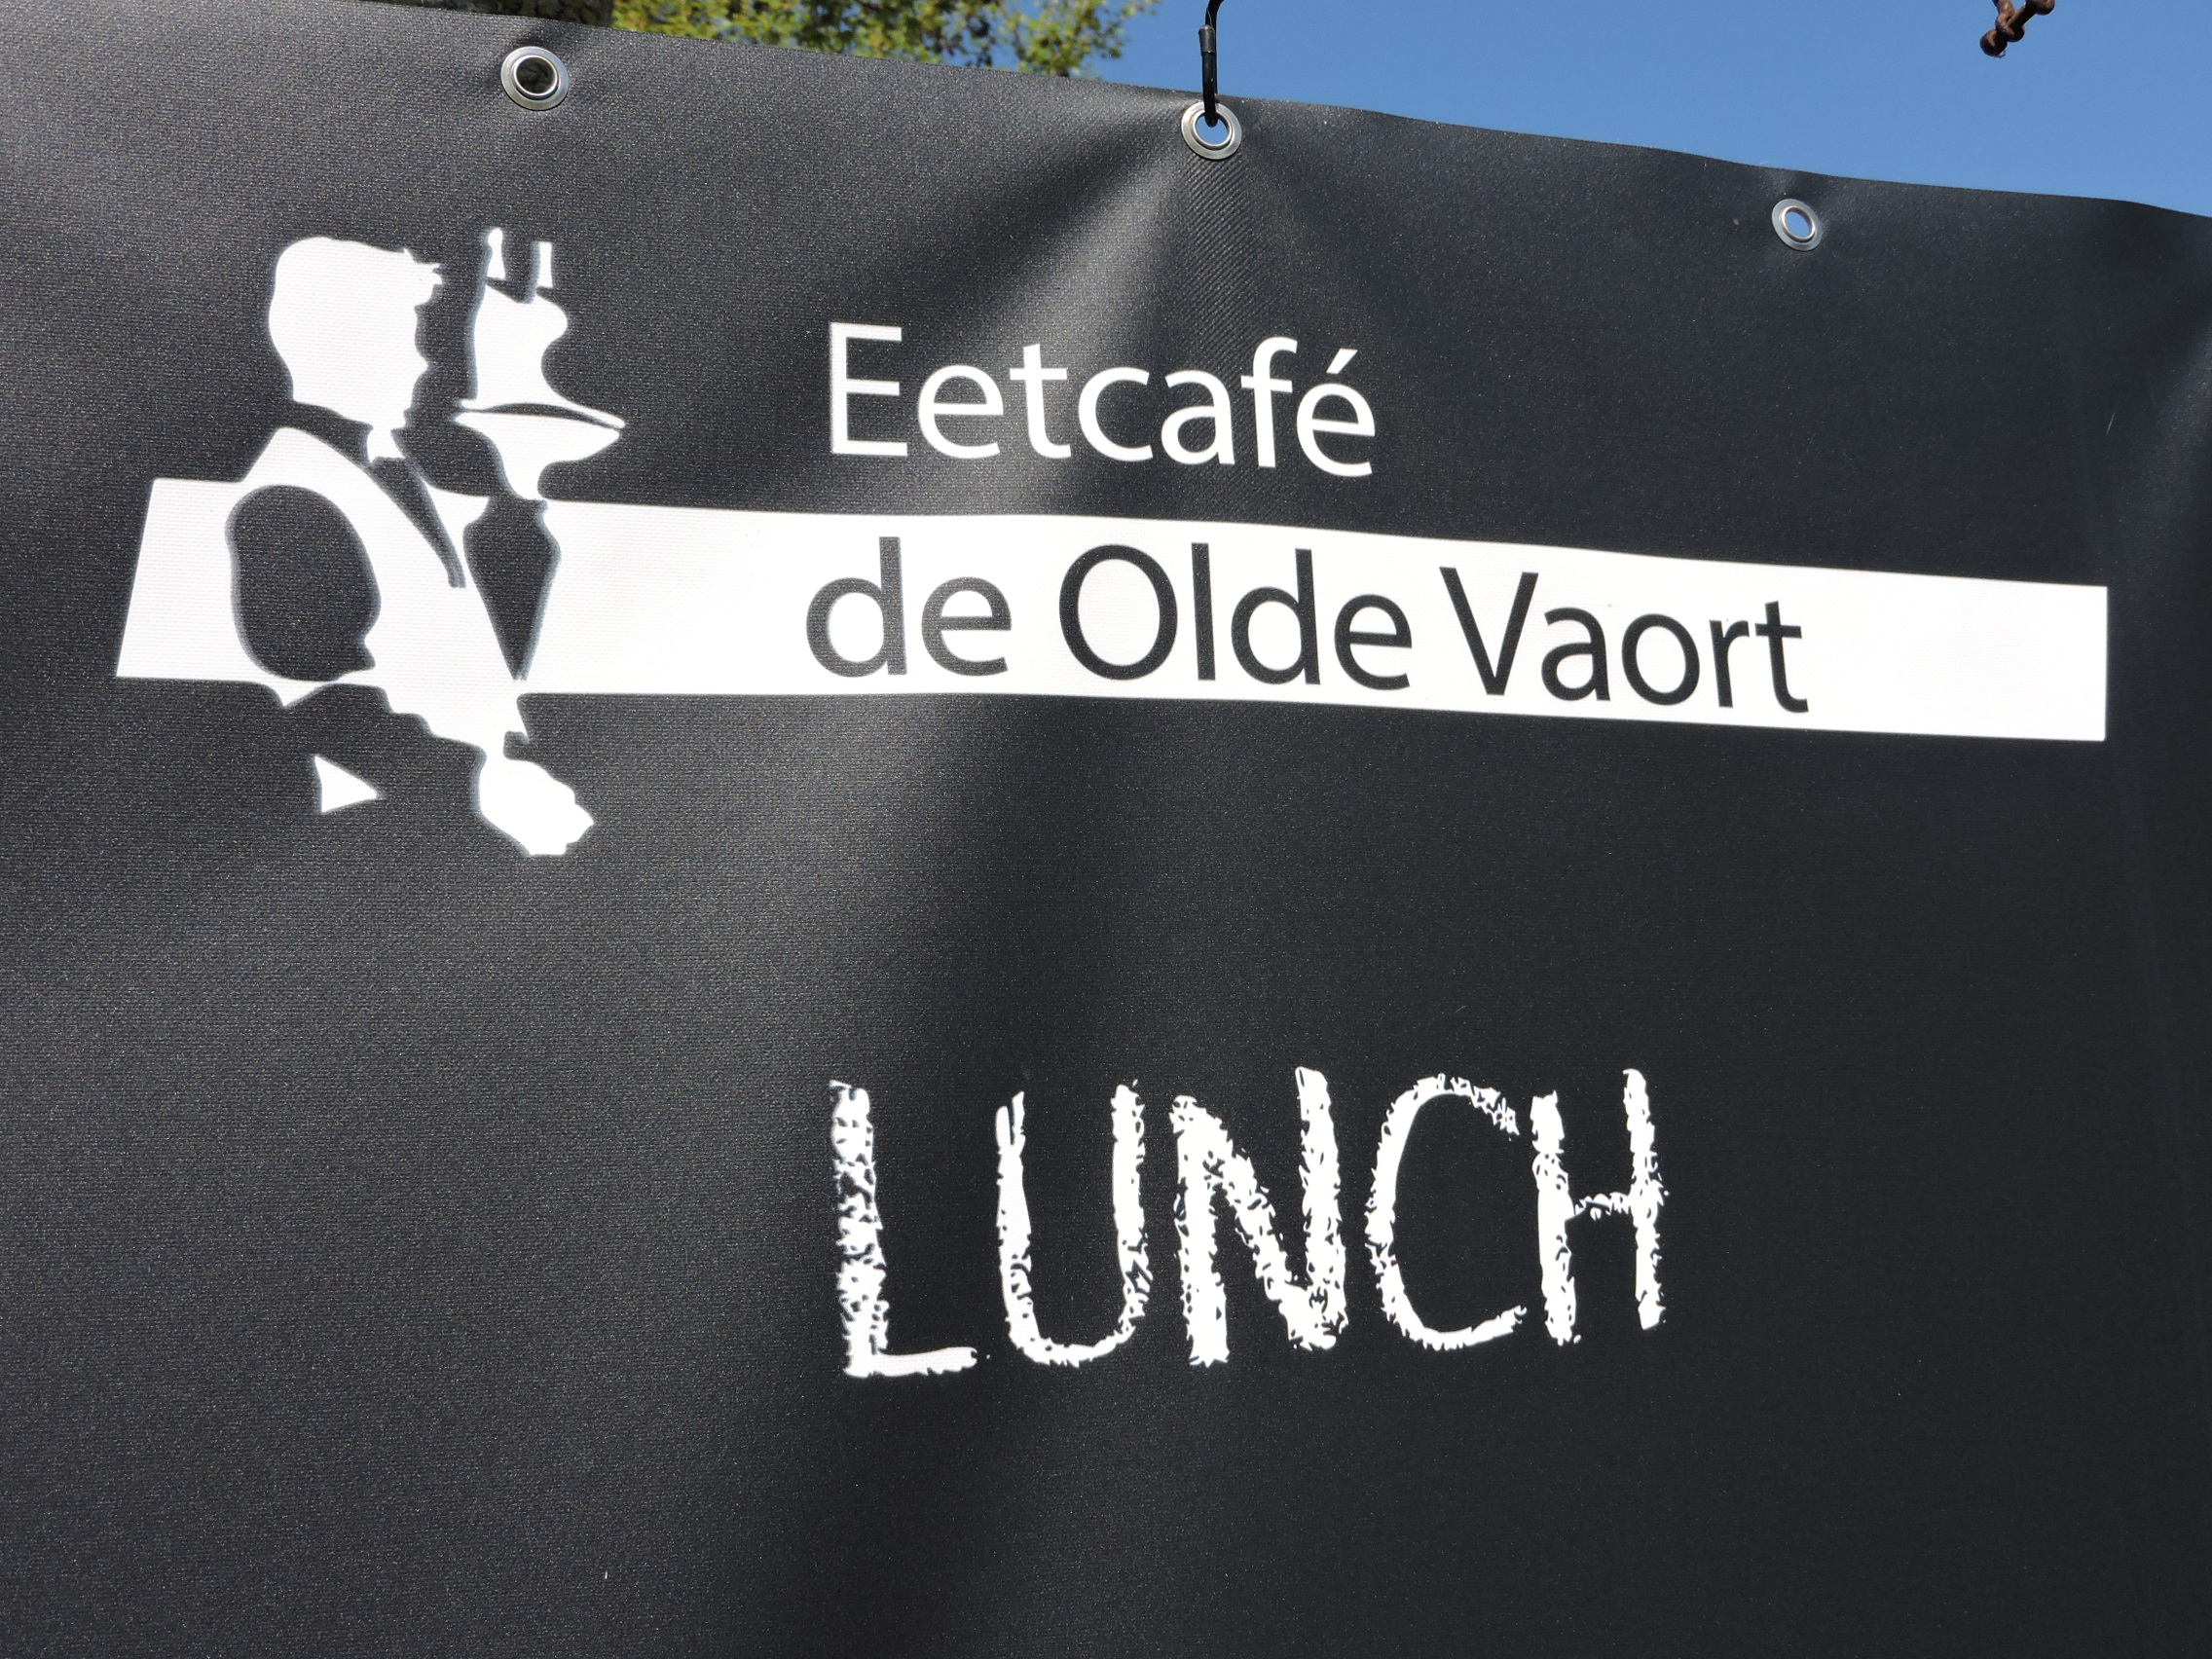 Eetcafé
de Olde Vaort
LUNCH